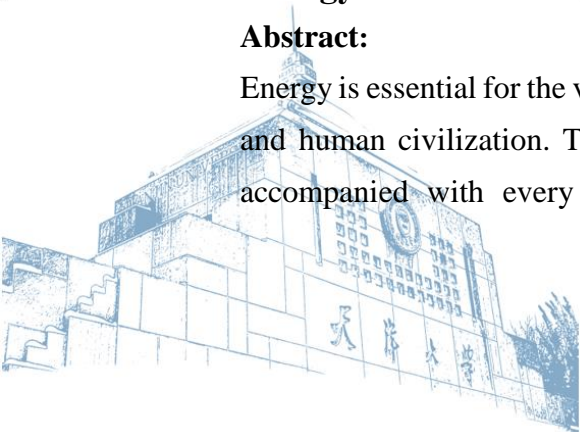 Abstract:
Energy is essential for the v
and human civilization. T
accompanied with every
天津大学